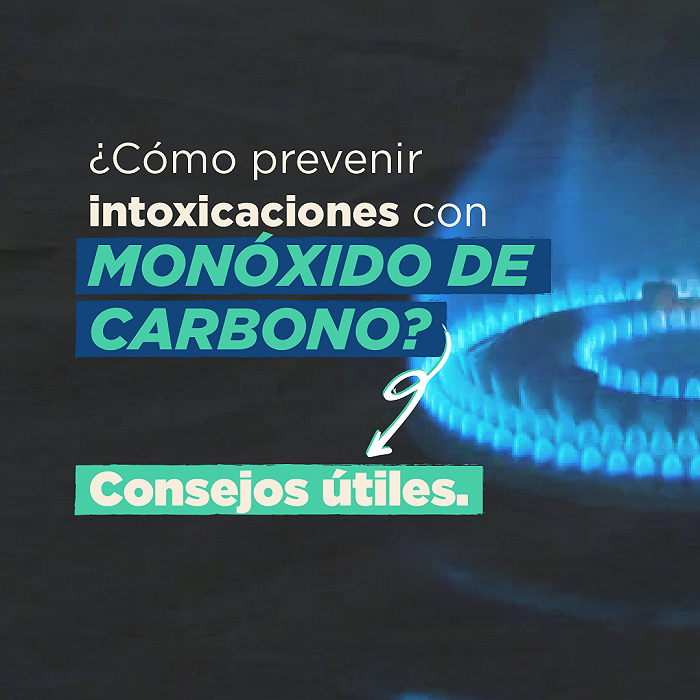 ¿Cómo prevenir
intoxicaciones con
MONÓXIDO DE
CARBONO?
Consejos útiles.